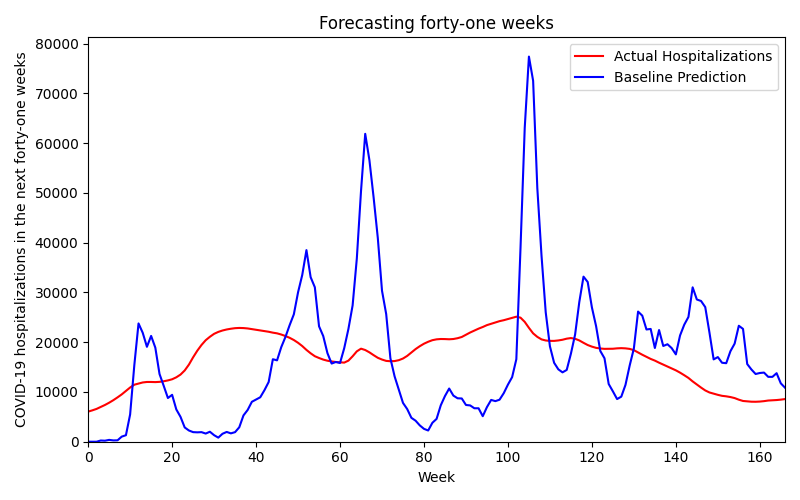 Forecasting forty-one weeks
Actual Hospitalizations
Baseline Prediction
COVID-19 hospitalizations in the next forty-one weeks
80000
70000
60000
50000
40000
30000
20000
10000
0
0 20 40 60 80 100 120 140 160
Week